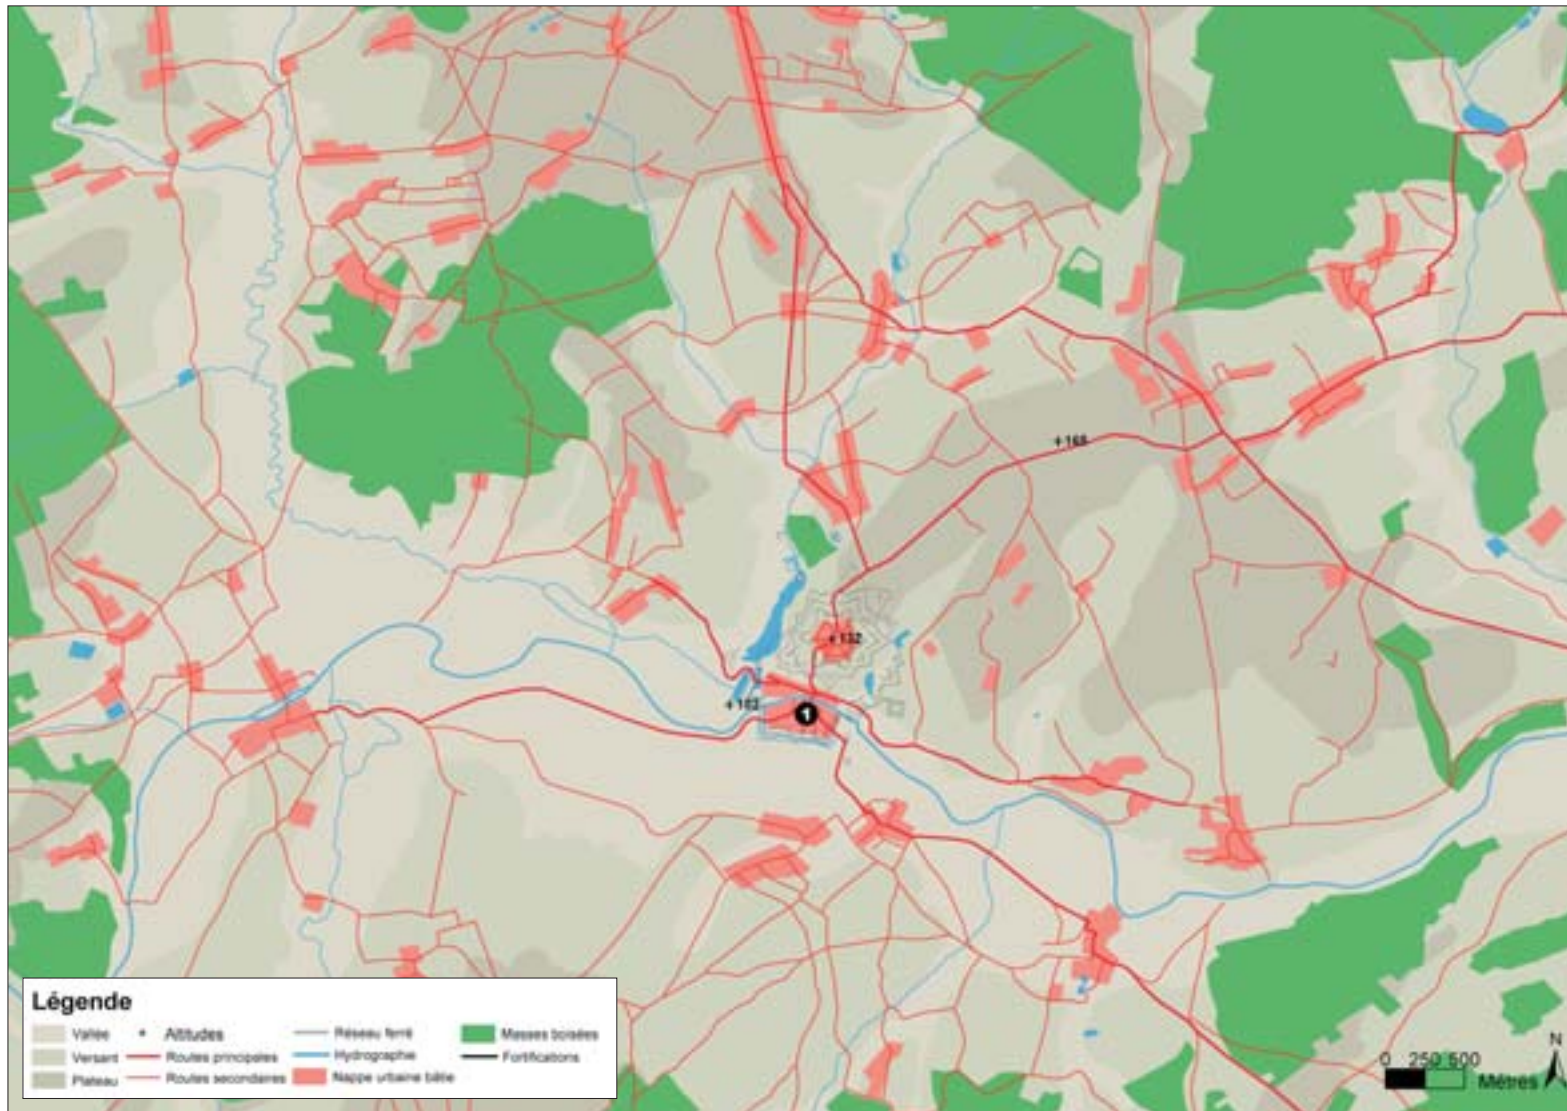 + 168
+ 132
+ 102
1
Légende
Vallée
Versant
Plateau
+ Altitudes
Routes principales
Routes secondaires
Réseau ferré
Hydrographie
Nappe urbaine bâtie
Masses boisées
Fortifications
0 250 500
Mètres
N